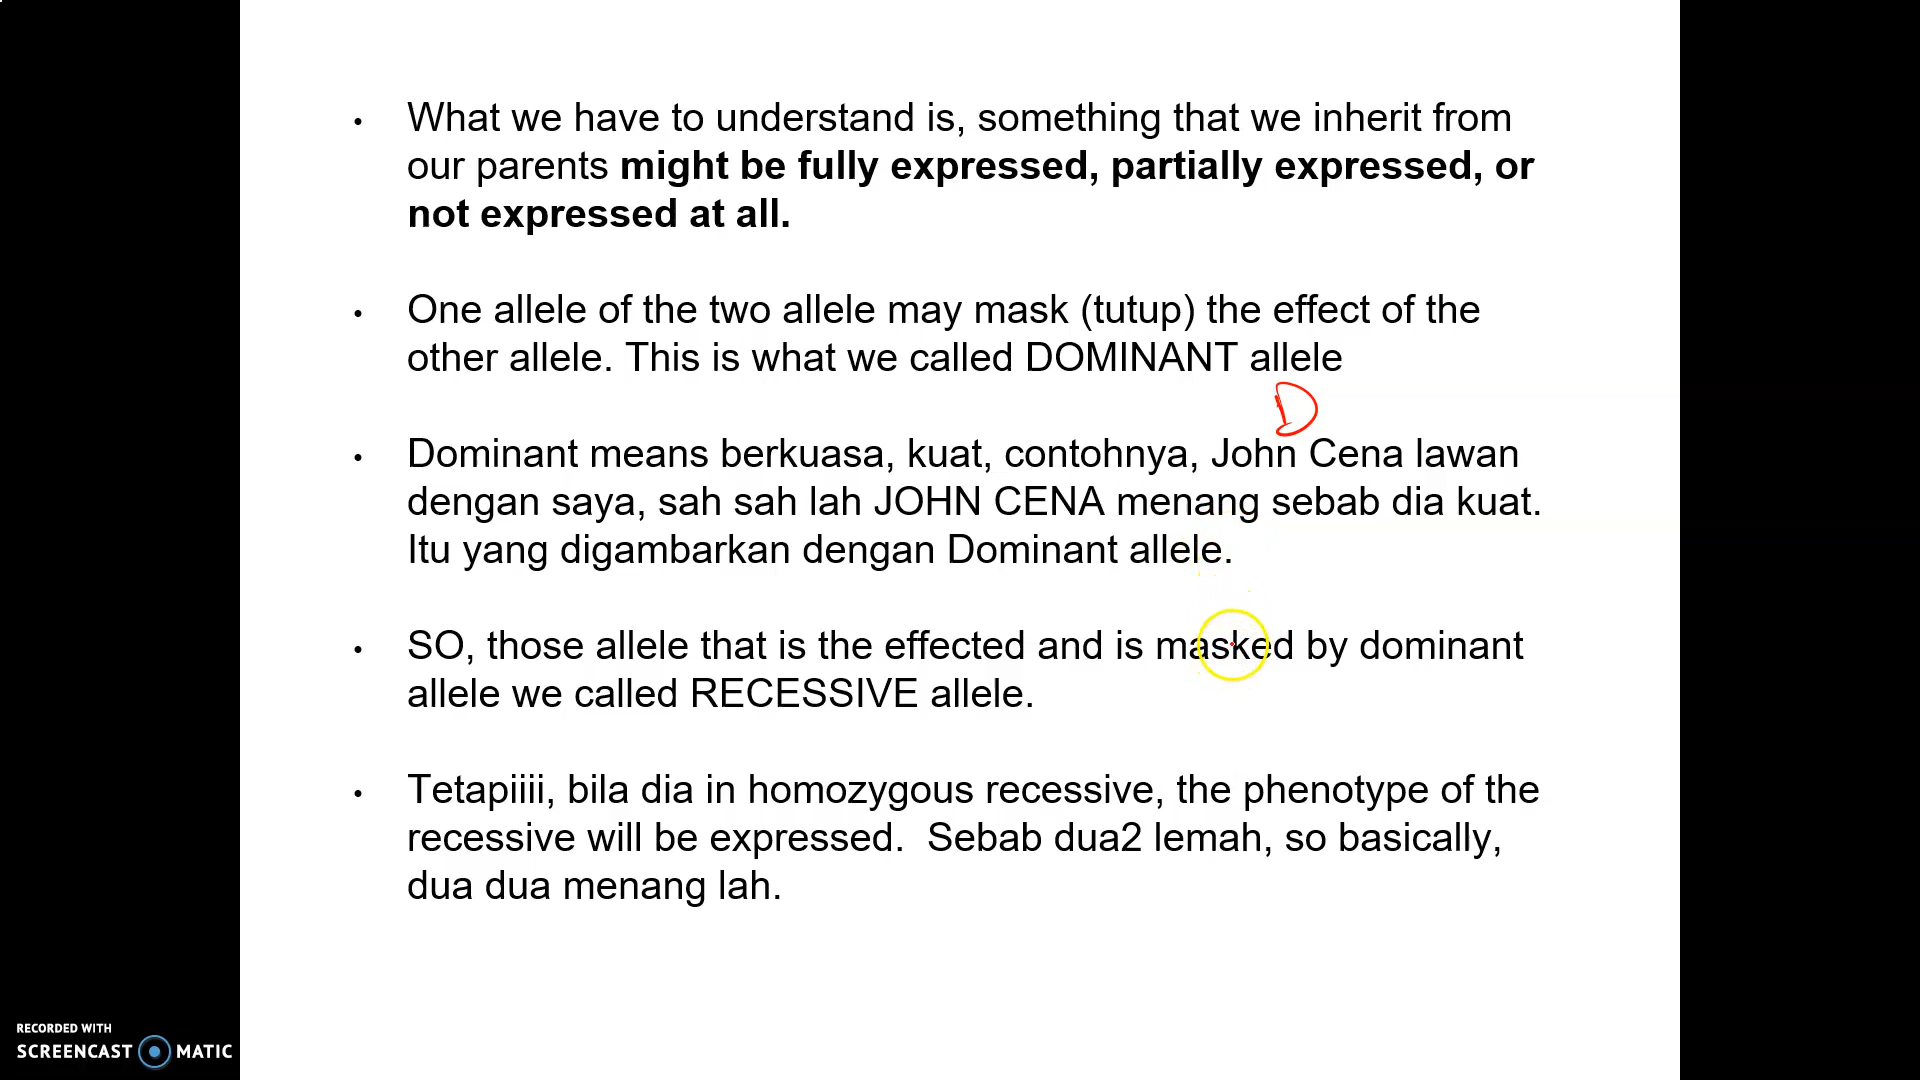 • What we have to understand is, something that we inherit from
our parents might be fully expressed, partially expressed, or
not expressed at all.
• One allele of the two allele may mask (tutup) the effect of the
other allele. This is what we called DOMINANT allele
D
• Dominant means berkuasa, kuat, contohnya, John Cena lawan
dengan saya, sah sah lah JOHN CENA menang sebab dia kuat.
Itu yang digambarkan dengan Dominant allele.
• SO, those allele that is the effected and is masked by dominant
allele we called RECESSIVE allele.
• Tetapiiii, bila dia in homozygous recessive, the phenotype of the
recessive will be expressed.  Sebab dua2 lemah, so basically,
dua dua menang lah.
RECORDED WITH
SCREENCAST MATIC